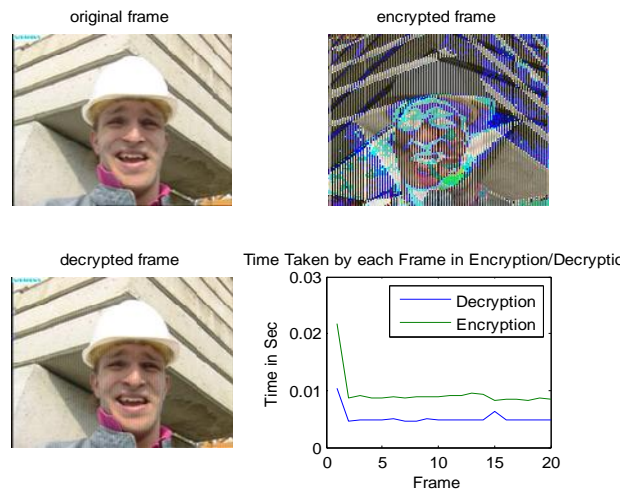 original frame
encrypted frame
decrypted frame
Time Taken by each Frame in Encryption/Decryptio
0.03
0.02
0.01
0
Time in Sec
Decryption
Encryption
0
5
10
15
20
Frame